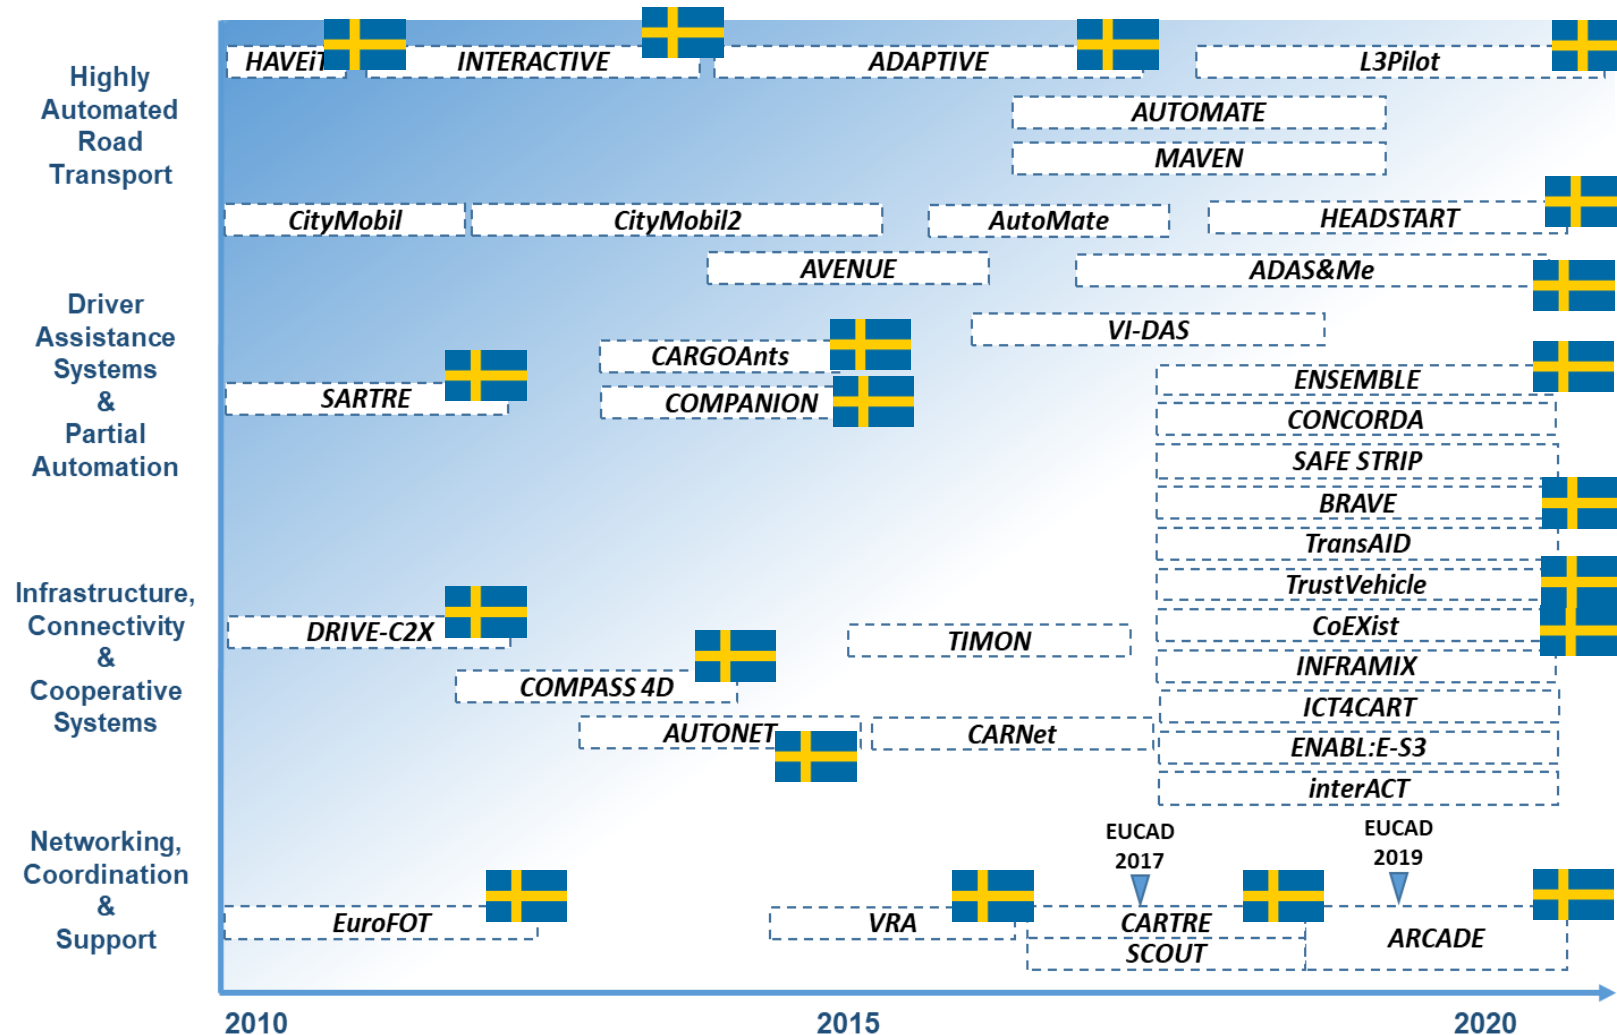 Highly
Automated
Road
Transport
HAVEiT
INTERACTIVE
ADAPTIVE
L3Pilot
AUTOMATE
MAVEN
CityMobil
CityMobil2
AutoMate
HEADSTART
AVENUE
ADAS&Me
Driver
Assistance
Systems
&
Partial
Automation
VI-DAS
CARGOAnts
SARTRE
COMPANION
ENSEMBLE
CONCORDA
SAFE STRIP
BRAVE
TransAID
Infrastructure,
Connectivity
&
Cooperative
Systems
TrustVehicle
DRIVE-C2X
TIMON
CoEXist
INFRAMIX
COMPASS 4D
ICT4CART
AUTONET
CARNet
ENABL:E-S3
interACT
Networking,
Coordination
&
Support
EUCAD
2017
EUCAD
2019
EuroFOT
VRA
CARTRE
SCOUT
ARCADE
2010
2015
2020